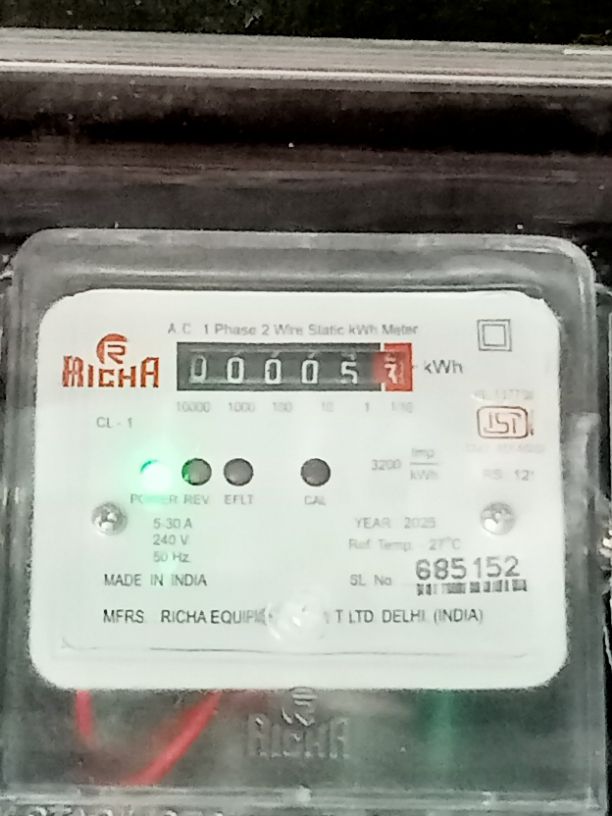 A.C. 1 Phase 2 Wire Static kWh Meter
R
RICHA
0 0 0 0 5 kWh
10000 1000 100 10 1 1/10
CL - 1
ISI
3200 Imp
kWh
POWER REV EFLT CAL
5-30 A
240 V
50 Hz
YEAR 2025
Ref. Temp. 27°C
MADE IN INDIA
SL. No. 685152
MFRS. RICHA T LTD. DELHI. (INDIA)
RICHA